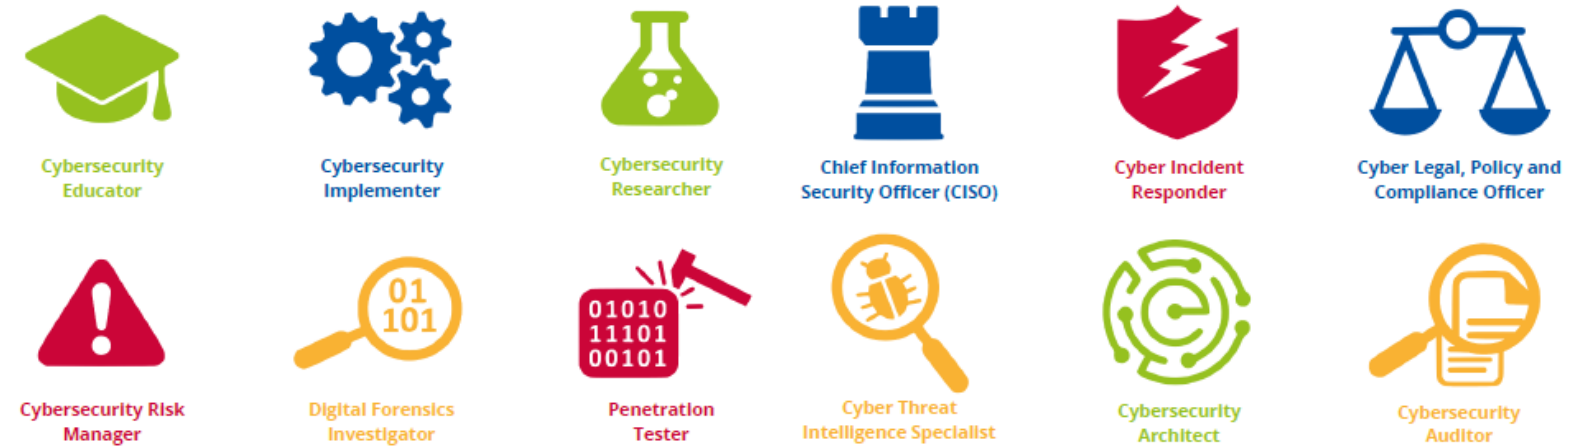 Cybersecurity
Educator
Cybersecurity
Implementer
Cybersecurity
Researcher
Chief Information
Security Officer (CISO)
Cyber Incident
Responder
Cyber Legal, Policy and
Compliance Officer
Cybersecurity Risk
Manager
01
101
Digital Forensics
Investigator
01010
11101
00101
Penetration
Tester
Cyber Threat
Intelligence Specialist
Cybersecurity
Architect
Cybersecurity
Auditor